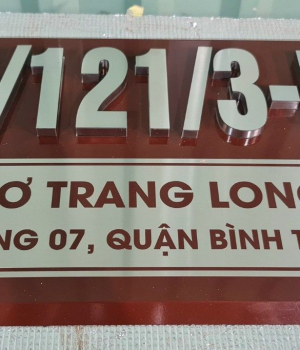 /121/3-
Ơ TRANG LONG
NG 07, QUẬN BÌNH T